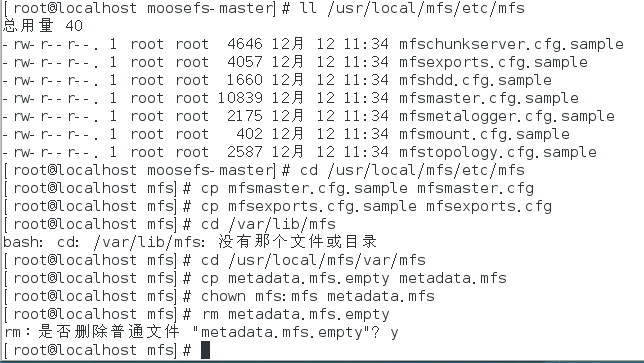 [root@localhost moosefs-master]# ll /usr/local/mfs/etc/mfs
总用量 40
-rw-r--r--. 1 root root  4646 12月 12 11:34 mfschunkserver.cfg.sample
-rw-r--r--. 1 root root  4057 12月 12 11:34 mfsexports.cfg.sample
-rw-r--r--. 1 root root  1660 12月 12 11:34 mfshdd.cfg.sample
-rw-r--r--. 1 root root 10839 12月 12 11:34 mfsmaster.cfg.sample
-rw-r--r--. 1 root root  2175 12月 12 11:34 mfsmetalogger.cfg.sample
-rw-r--r--. 1 root root   402 12月 12 11:34 mfsmount.cfg.sample
-rw-r--r--. 1 root root  2587 12月 12 11:34 mfstopology.cfg.sample
[root@localhost moosefs-master]# cd /usr/local/mfs/etc/mfs
[root@localhost mfs]# cp mfsmaster.cfg.sample mfsmaster.cfg
[root@localhost mfs]# cp mfsexports.cfg.sample mfsexports.cfg
[root@localhost mfs]# cd /var/lib/mfs
bash: cd: /var/lib/mfs: 没有那个文件或目录
[root@localhost mfs]# cd /usr/local/mfs/var/mfs
[root@localhost mfs]# cp metadata.mfs.empty metadata.mfs
[root@localhost mfs]# chown mfs:mfs metadata.mfs
[root@localhost mfs]# rm metadata.mfs.empty
rm：是否删除普通文件 "metadata.mfs.empty"？y
[root@localhost mfs]#